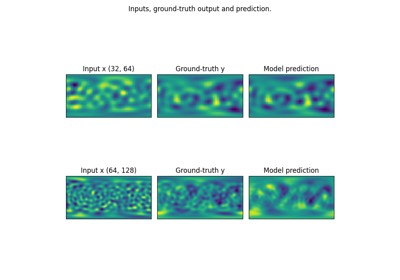 Inputs, ground-truth output and prediction.
Input x (32, 64)
Ground-truth y
Model prediction
Input x (64, 128)
Ground-truth y
Model prediction